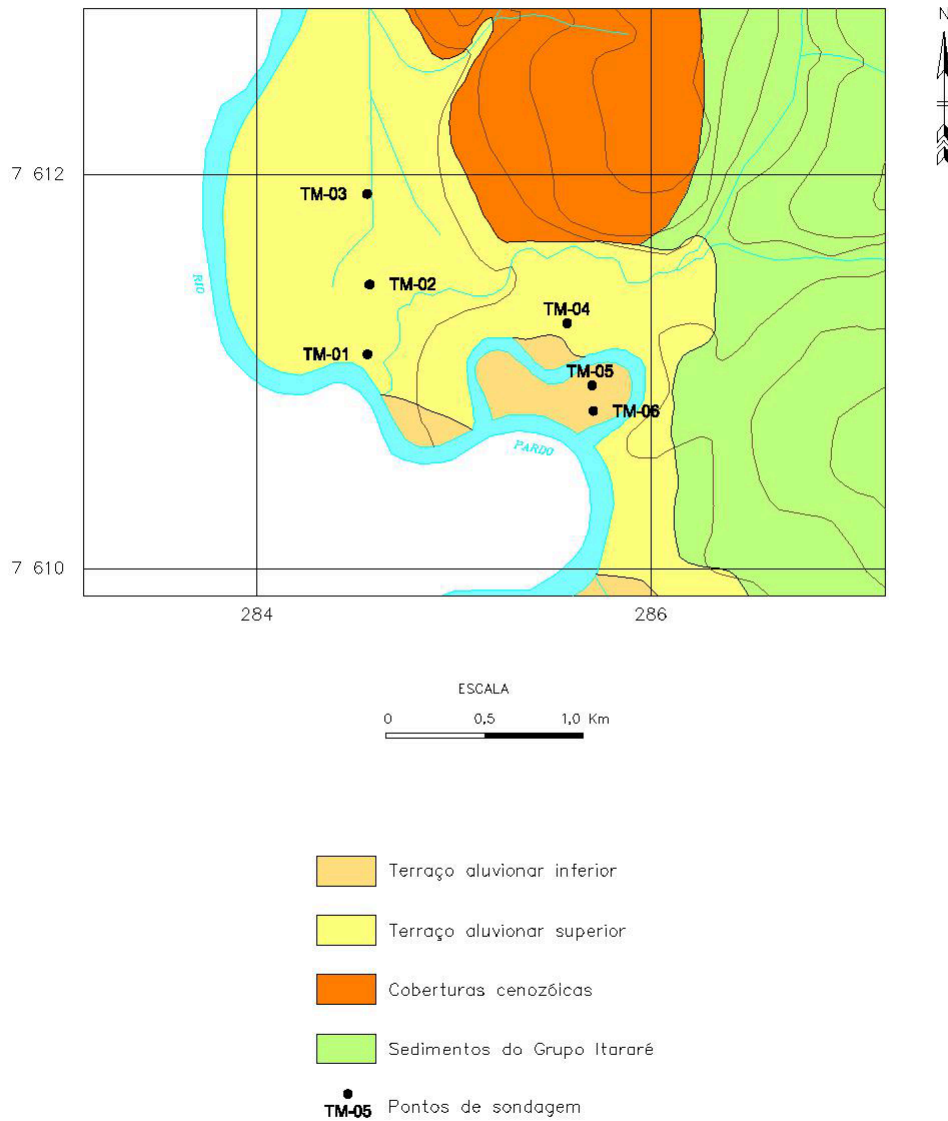 N
7 612
TM-03
RIO
TM-02
TM-04
TM-01
TM-05
TM-06
PARDO
7 610
284
286
ESCALA
0 0,5 1,0 Km
Terraço aluvionar inferior
Terraço aluvionar superior
Coberturas cenozóicas
Sedimentos do Grupo Itararé
TM-05 Pontos de sondagem